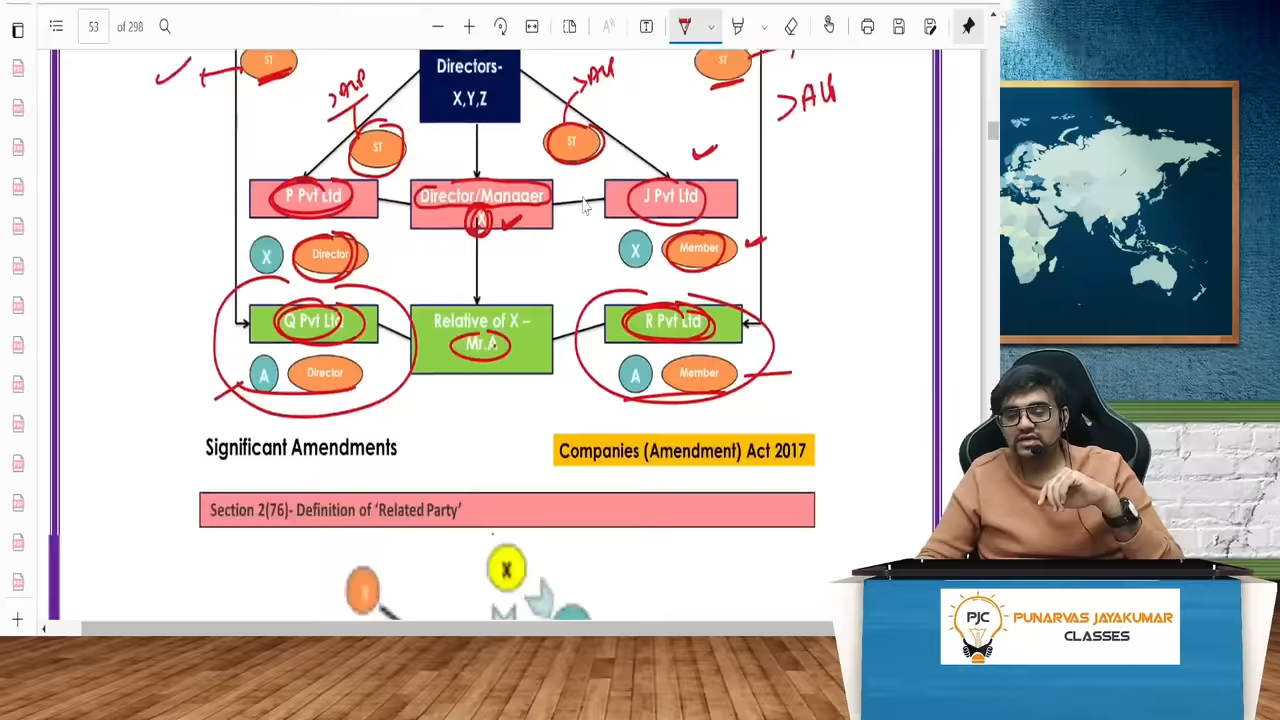 53 of 298
ST
Directors-
X,Y,Z
ST
>ALP
ST
>ALP
ST
P Pvt Ltd
Director/Manager
X
J Pvt Ltd
X
Director
X
Member
Q Pvt Ltd
Relative of X –
Mr.A
R Pvt Ltd
A
Director
A
Member
Significant Amendments
Companies (Amendment) Act 2017
Section 2(76)- Definition of ‘Related Party’
X
PJC
PUNARVAS JAYAKUMAR
CLASSES